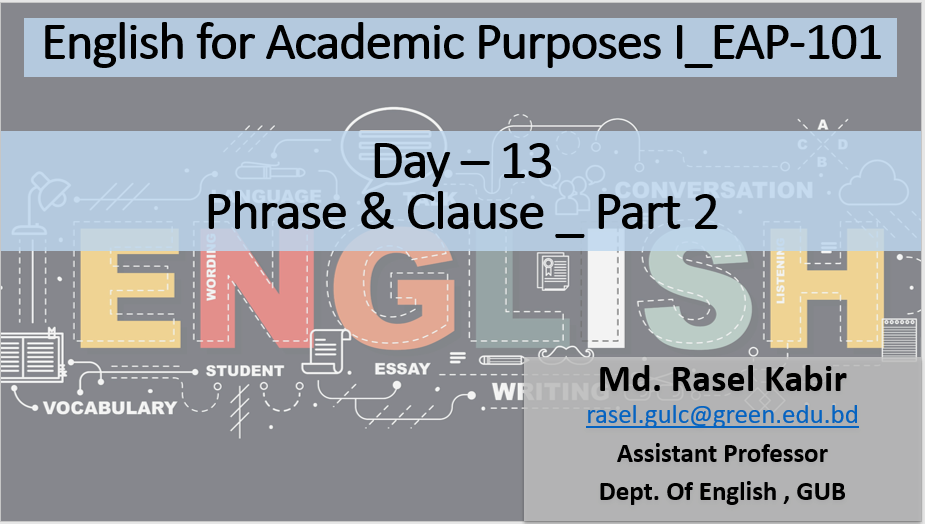 English for Academic Purposes I_EAP-101
Day – 13
Phrase & Clause _ Part 2
A
C D
B
LANGUAGE
TALK
CONVERSATION
ENGLISH
WORDING
LISTENING
STUDENT
ESSAY
WRITING
VOCABULARY
Md. Rasel Kabir
rasel.gulc@green.edu.bd
Assistant Professor
Dept. Of English , GUB